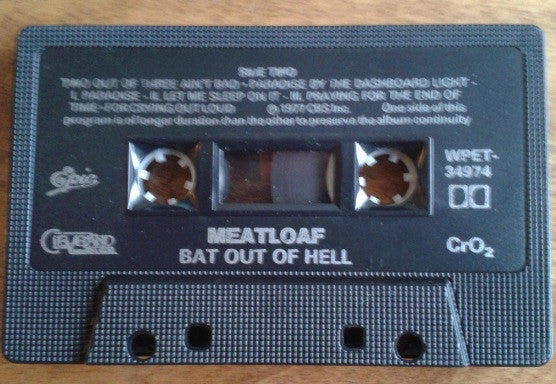 SIDE TWO
TWO OUT OF THREE AIN'T BAD - PARADISE BY THE DASHBOARD LIGHT -
I. PARADISE - II. LET ME SLEEP ON IT - III. PRAYING FOR THE END OF
TIME - FOR CRYING OUT LOUD ℗ 1977 CBS Inc. One side of this
program is of longer duration than the other to preserve the album continuity
WPET-
34974
Epic
CLEVELAND
MEATLOAF
BAT OUT OF HELL
CrO₂